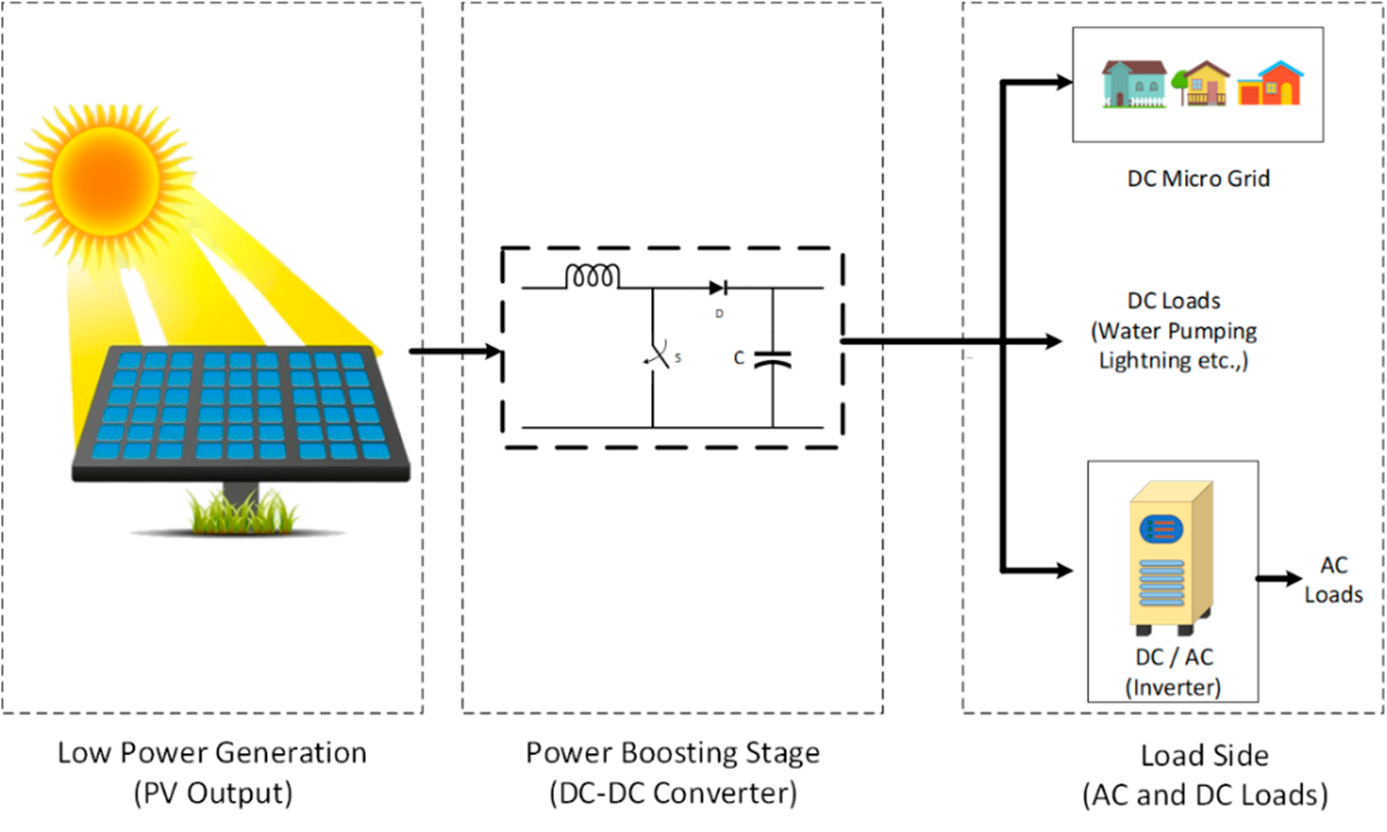 DC Micro Grid
DC Loads
(Water Pumping
Lightning etc.,)
D
S
C
AC
Loads
DC / AC
(Inverter)
Low Power Generation
(PV Output)
Power Boosting Stage
(DC-DC Converter)
Load Side
(AC and DC Loads)